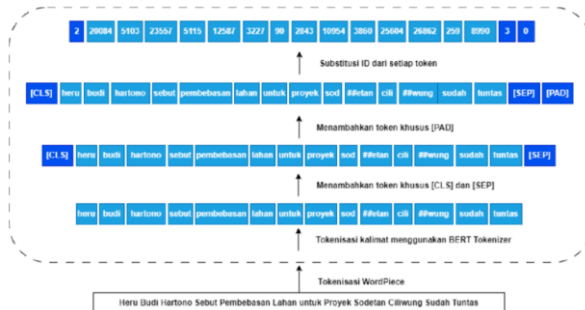 2 28084 5103 23557 5115 12587 3227 90 2843 10954 3860 25604 26862 259 8990 3 0
Substitusi ID dari setiap token
[CLS] heru budi hartono sebut pembebasan lahan untuk proyek sod ##etan cili ##wung sudah tuntas [SEP] [PAD]
Menambahkan token khusus [PAD]
[CLS] heru budi hartono sebut pembebasan lahan untuk proyek sod ##etan cili ##wung sudah tuntas [SEP]
Menambahkan token khusus [CLS] dan [SEP]
heru budi hartono sebut pembebasan lahan untuk proyek sod ##etan cili ##wung sudah tuntas
Tokenisasi kalimat menggunakan BERT Tokenizer
Tokenisasi WordPiece
Heru Budi Hartono Sebut Pembebasan Lahan untuk Proyek Sodetan Ciliwung Sudah Tuntas